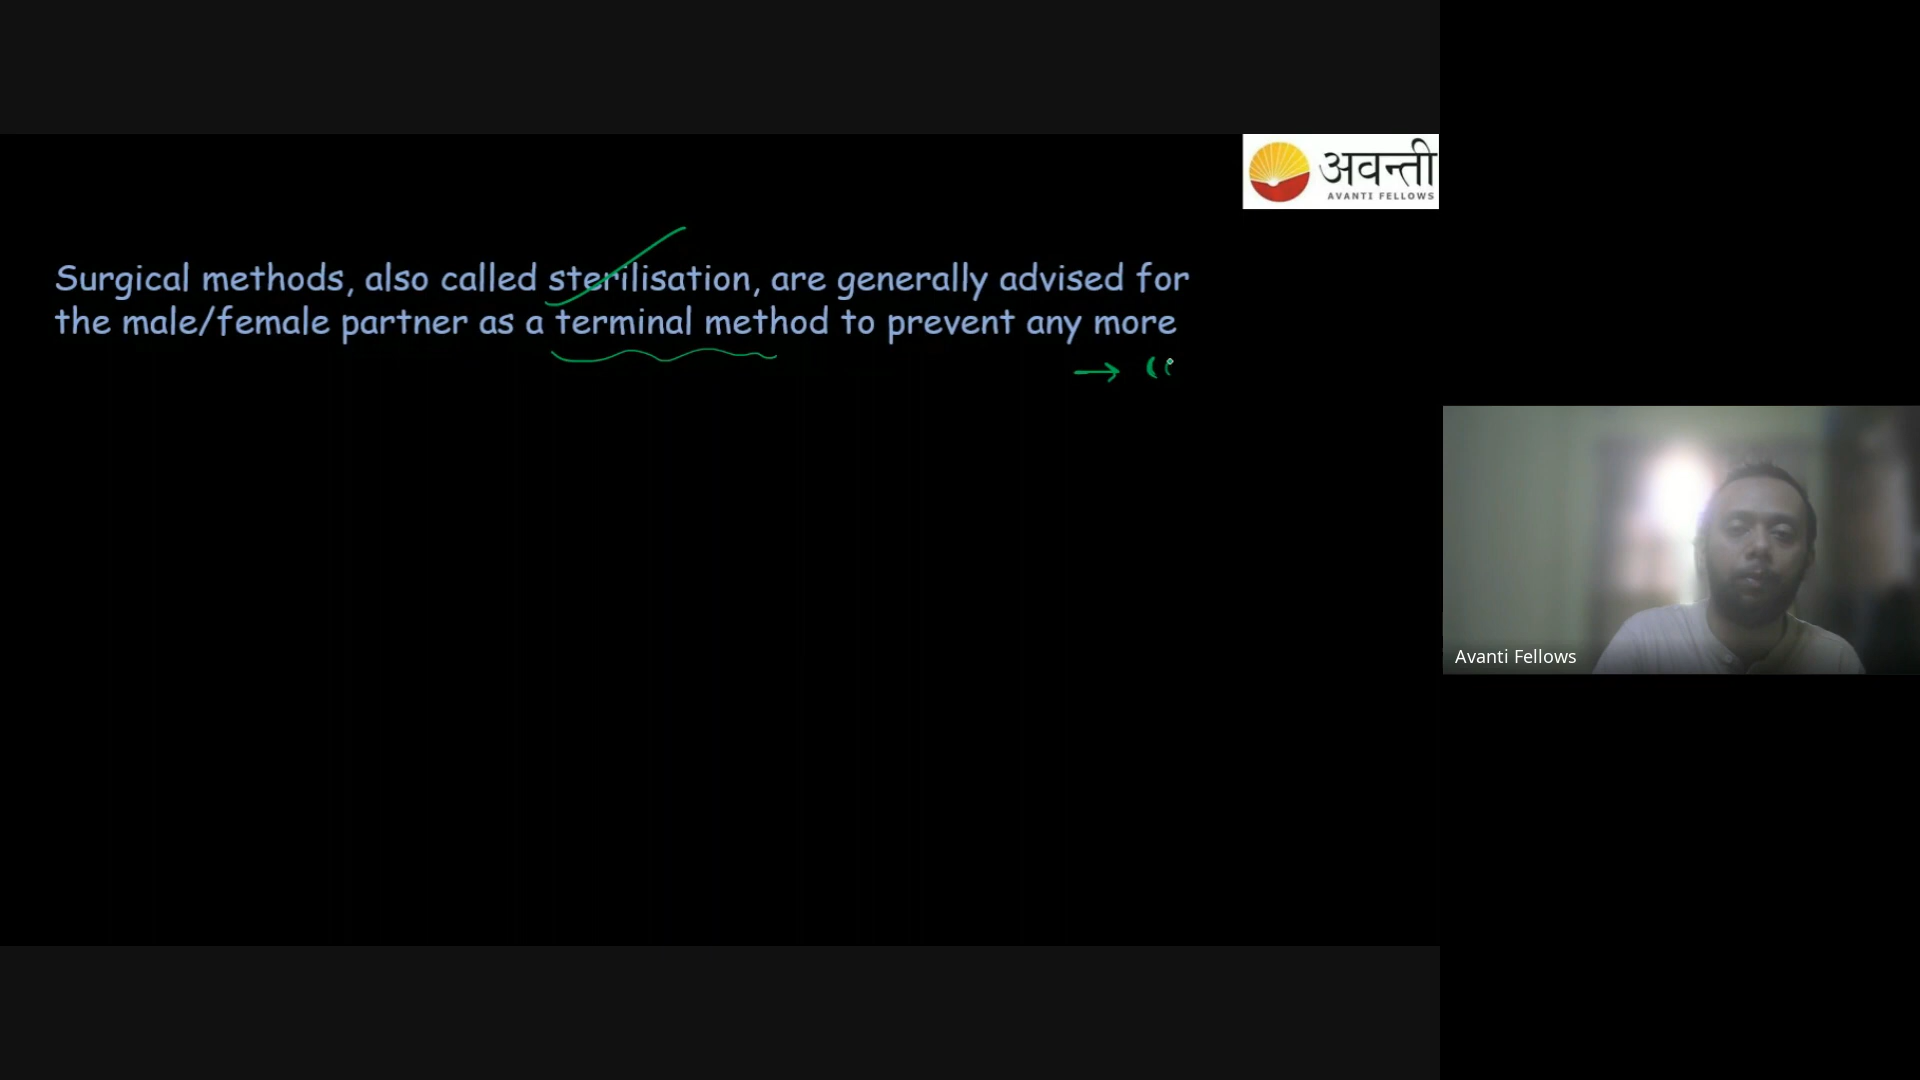 अवन्ती
AVANTI FELLOWS
Surgical methods, also called sterilisation, are generally advised for
the male/female partner as a terminal method to prevent any more
Avanti Fellows